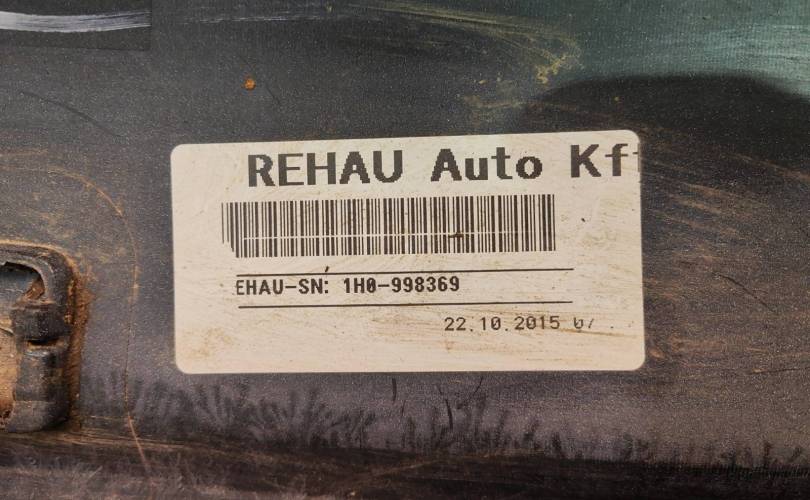 REHAU Auto Kf
EHAU-SN: 1H0-998369
22.10.2015